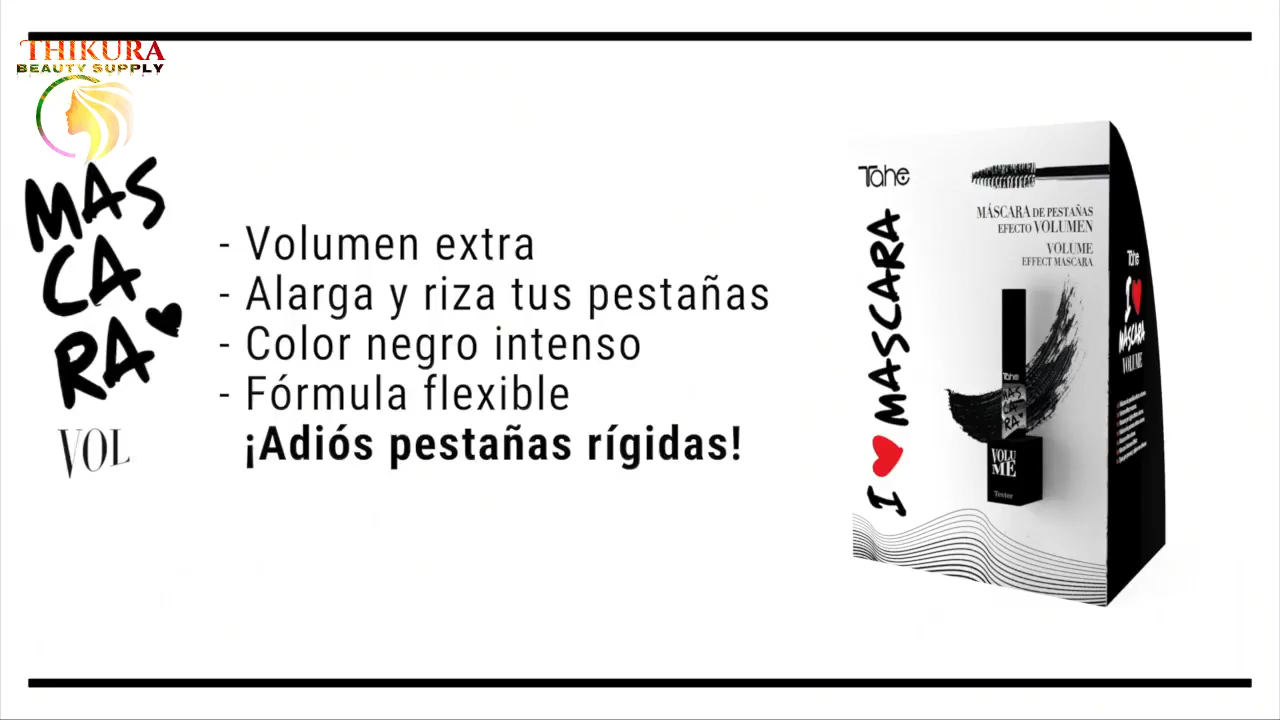 THIKURA
BEAUTY SUPPLY
MAS
CA
RA
VOL
- Volumen extra
- Alarga y riza tus pestañas
- Color negro intenso
- Fórmula flexible
¡Adiós pestañas rígidas!
Tahe
I MASCARA
MÁSCARA DE PESTAÑAS
EFECTO VOLUMEN
VOLUME
EFFECT MASCARA
Tahe
MAS
CA
RA
VOLU
ME
Tester
Tahe
I
MASCARA
VOLUME